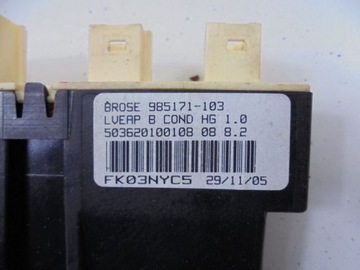 BROSE 985171-103
LVEAP B COND HG 1.0
503620100108 08 8.2
FK03NYC5 29/11/05